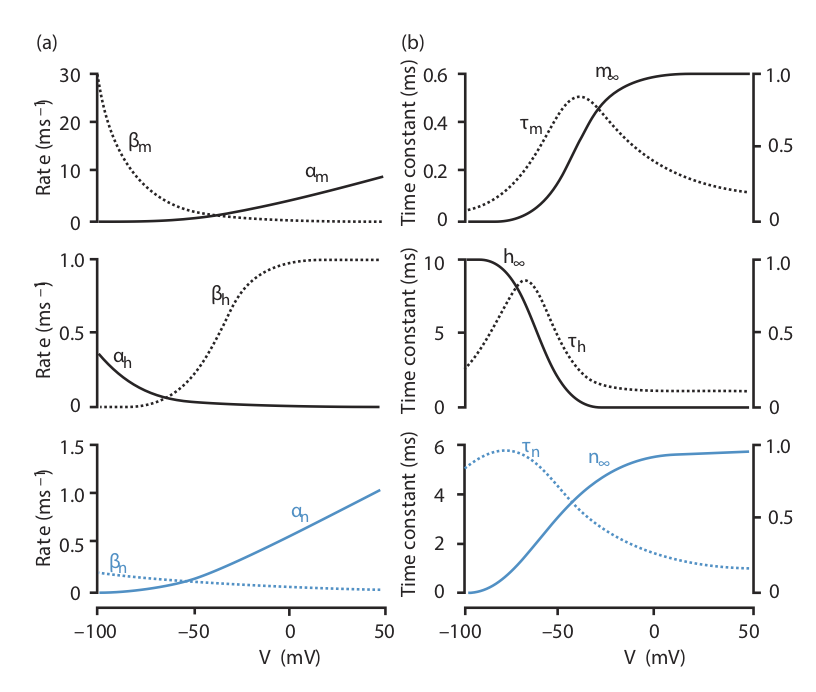 (a)
(b)
30
20
10
0
Rate (ms⁻¹)
βm
αm
0.6
0.4
0.2
0
Time constant (ms)
τm
m∞
1.0
0.5
0
1.0
0.5
0
Rate (ms⁻¹)
αh
βh
10
5
0
Time constant (ms)
h∞
τh
1.0
0.5
0
1.5
1.0
0.5
0
Rate (ms⁻¹)
βn
αn
−100
−50
0
50
V (mV)
6
4
2
0
Time constant (ms)
τn
n∞
1.0
0.5
0
−100
−50
0
50
V (mV)